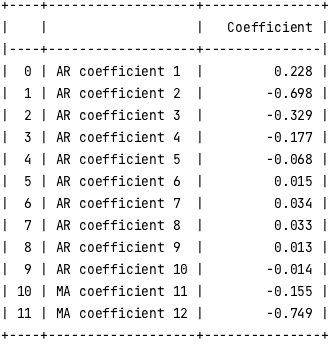 +----+------------------+---------------+
|    |                  |   Coefficient |
|----+------------------+---------------|
|  0 | AR coefficient 1  |         0.228 |
|  1 | AR coefficient 2  |        -0.698 |
|  2 | AR coefficient 3  |        -0.329 |
|  3 | AR coefficient 4  |        -0.177 |
|  4 | AR coefficient 5  |        -0.068 |
|  5 | AR coefficient 6  |         0.015 |
|  6 | AR coefficient 7  |         0.034 |
|  7 | AR coefficient 8  |         0.033 |
|  8 | AR coefficient 9  |         0.013 |
|  9 | AR coefficient 10 |        -0.014 |
| 10 | MA coefficient 11 |        -0.155 |
| 11 | MA coefficient 12 |        -0.749 |
+----+------------------+---------------+